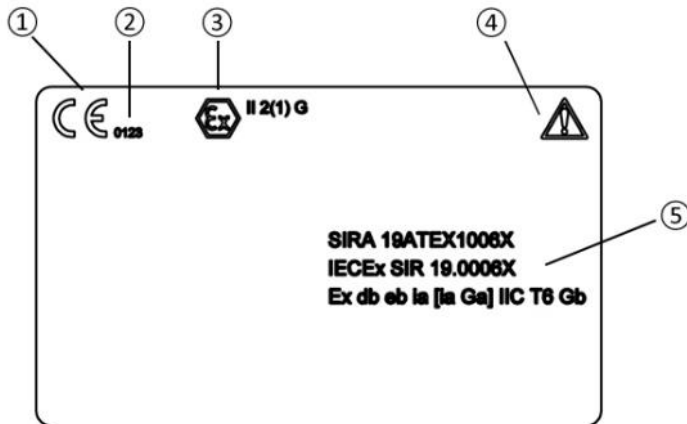 ① ② ③ ④
CE 0123 Ex II 2(1) G
⑤
SIRA 19ATEX1006X
IECEx SIR 19.0006X
Ex db eb ia [ia Ga] IIC T6 Gb